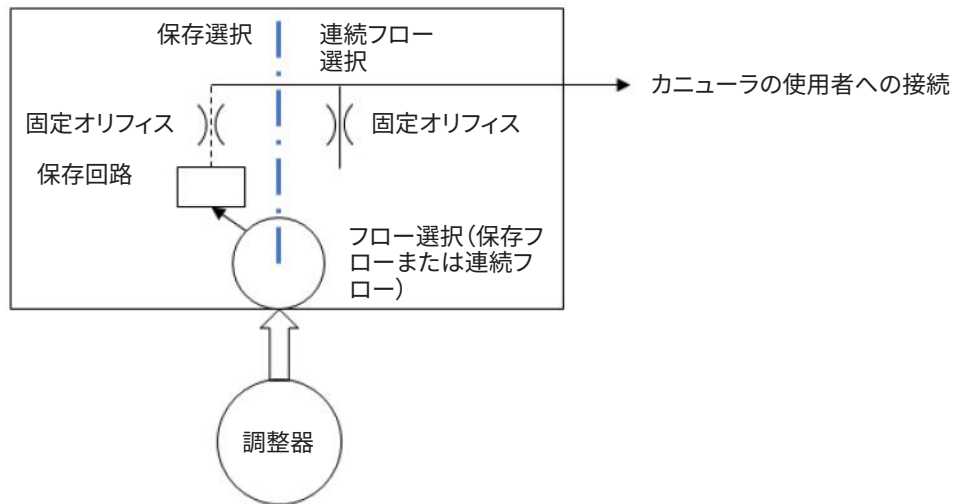 保存選択
連続フロー
選択
カニューラの使用者への接続
固定オリフィス
固定オリフィス
保存回路
フロー選択（保存フ
ローまたは連続フ
ロー）
調整器